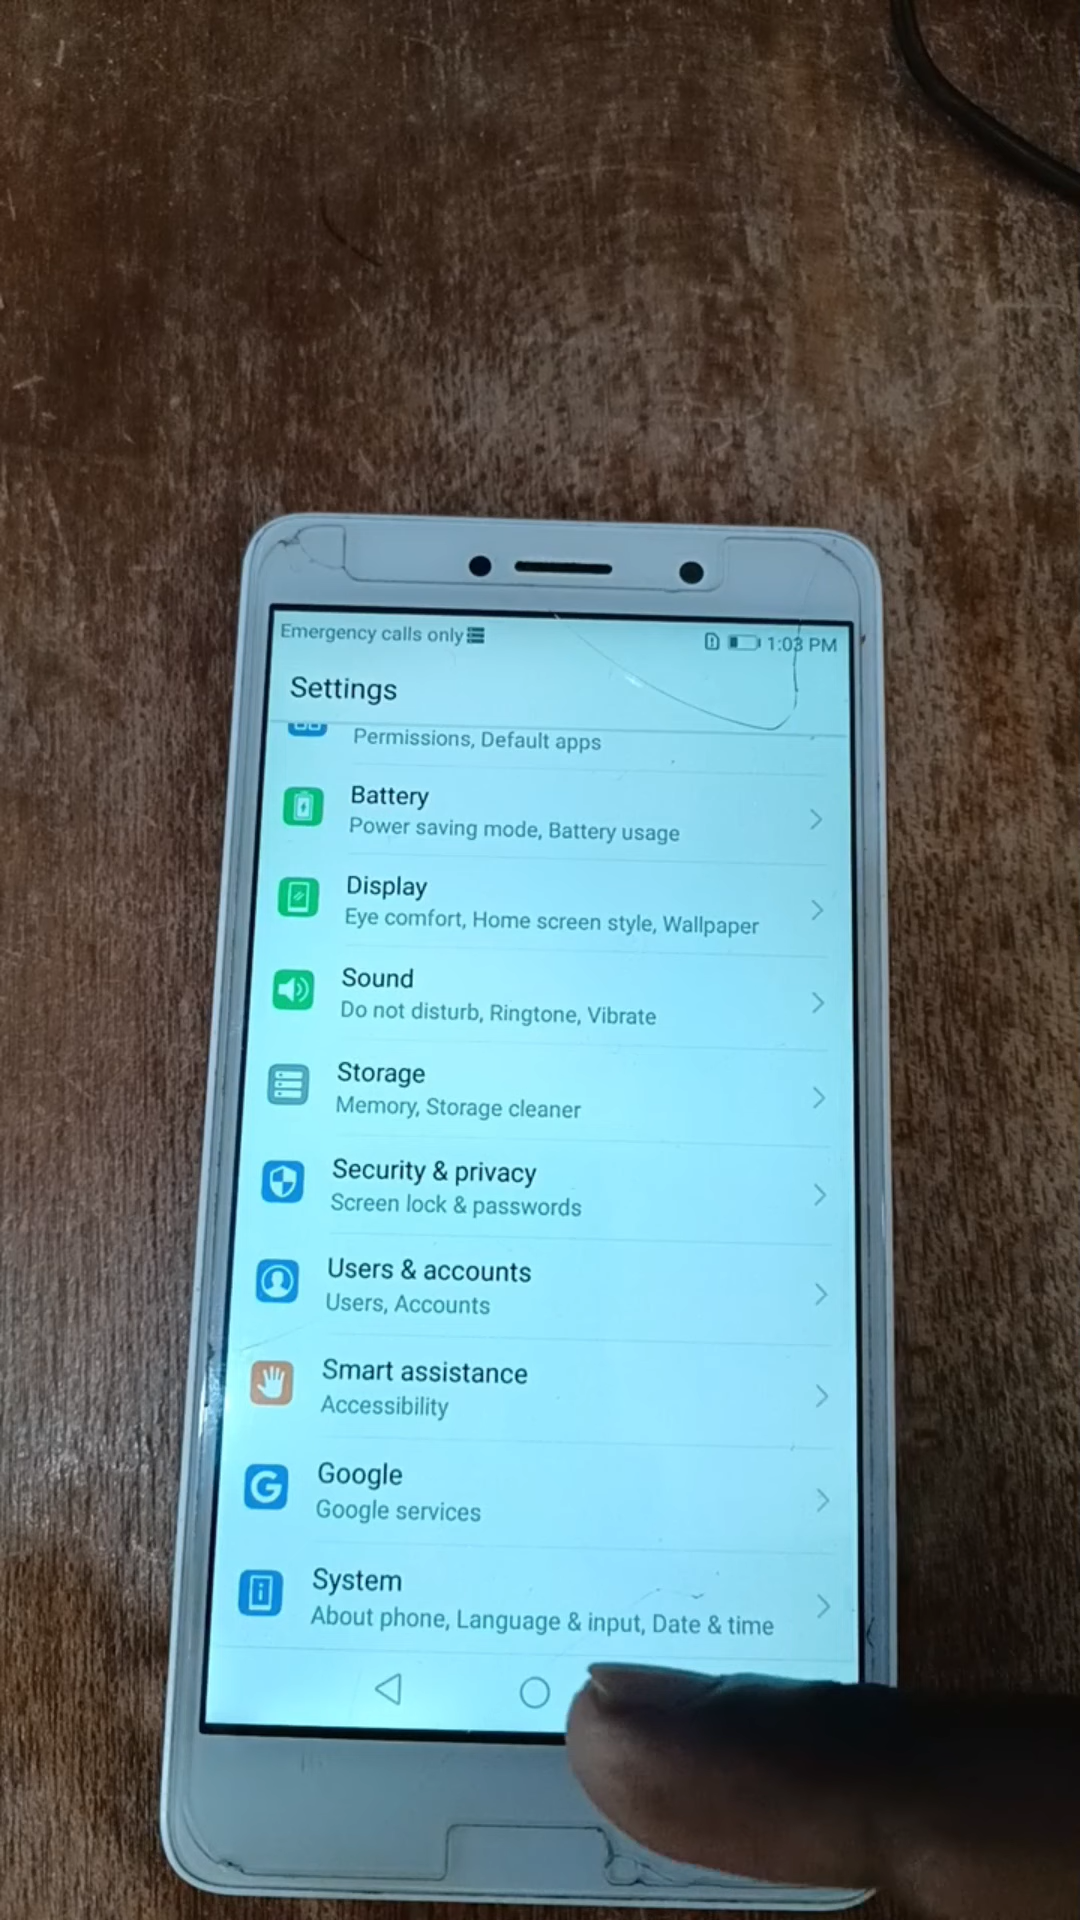 Emergency calls only
1:03 PM
Settings
Permissions, Default apps
Battery
Power saving mode, Battery usage
Display
Eye comfort, Home screen style, Wallpaper
Sound
Do not disturb, Ringtone, Vibrate
Storage
Memory, Storage cleaner
Security & privacy
Screen lock & passwords
Users & accounts
Users, Accounts
Smart assistance
Accessibility
Google
Google services
System
About phone, Language & input, Date & time